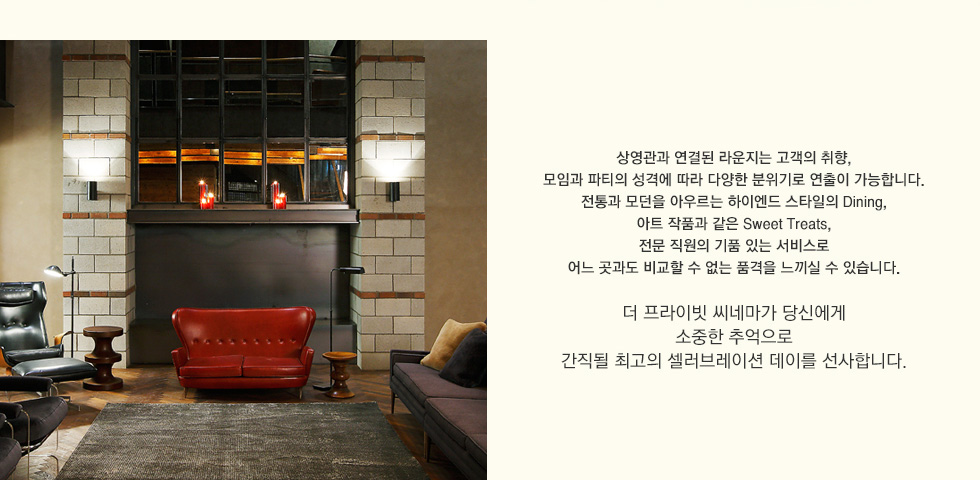 상영관과 연결된 라운지는 고객의 취향,
모임과 파티의 성격에 따라 다양한 분위기로 연출이 가능합니다.
전통과 모던을 아우르는 하이엔드 스타일의 Dining,
아트 작품과 같은 Sweet Treats,
전문 직원의 기품 있는 서비스로
어느 곳과도 비교할 수 없는 품격을 느끼실 수 있습니다.
더 프라이빗 씨네마가 당신에게
소중한 추억으로
간직될 최고의 셀러브레이션 데이를 선사합니다.